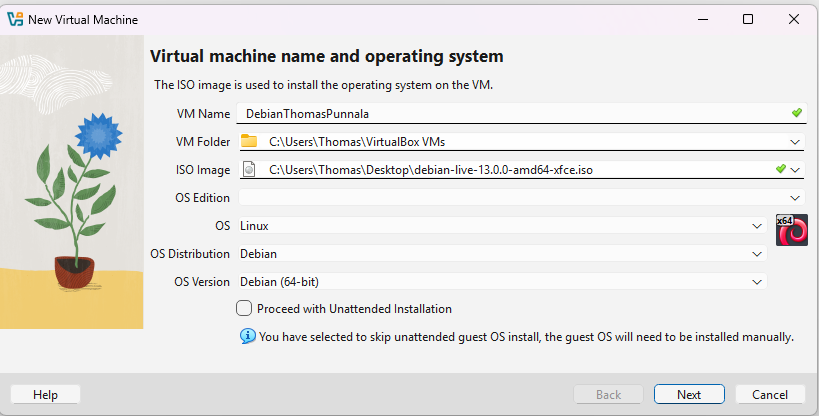 New Virtual Machine
Virtual machine name and operating system
The ISO image is used to install the operating system on the VM.
VM Name DebianThomasPunnala
VM Folder C:\Users\Thomas\VirtualBox VMs
ISO Image C:\Users\Thomas\Desktop\debian-live-13.0.0-amd64-xfce.iso
OS Edition
OS Linux x64
OS Distribution Debian
OS Version Debian (64-bit)
Proceed with Unattended Installation
You have selected to skip unattended guest OS install, the guest OS will need to be installed manually.
Help Back Next Cancel